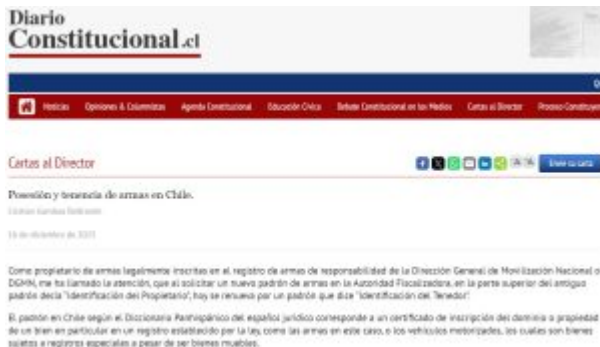 Diario
Constitucional.cl
Noticias Opiniones & Columnistas Agenda Constitucional Educación Cívica Debate Constitucional en los Medios Cartas al Director Proceso Constituyen
Cartas al Director
Envíe su carta
Posesión y tenencia de armas en Chile.
16 de diciembre de
Como propietario de armas legalmente inscritas en el registro de armas de responsabilidad de la Dirección General de Movilización Nacional o
DGMN, me ha llamado la atención, que al solicitar un nuevo padrón de armas en la Autoridad Fiscalizadora, en la parte superior del antiguo
padrón decía "Identificación del Propietario", hoy se renueva por un padrón que dice "Identificación del Tenedor".
El padrón en Chile según el Diccionario Panhispánico del español jurídico corresponde a un certificado de inscripción del dominio o propiedad
de un bien en particular en un registro establecido por la ley, como las armas en este caso, o los vehículos motorizados, los cuales son bienes
sujetos a registros especiales a pesar de ser bienes muebles.